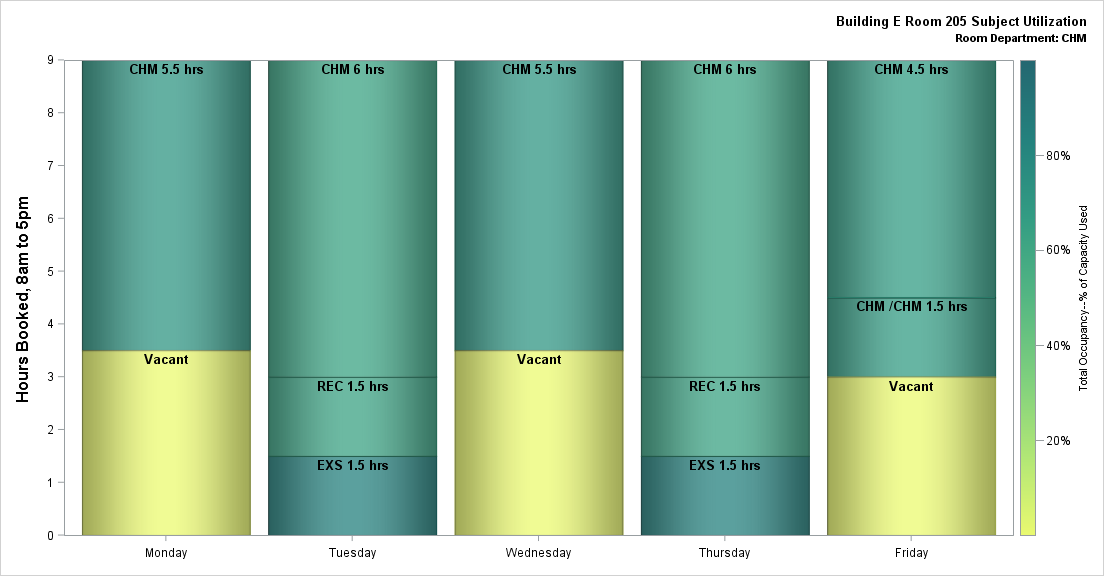 Building E Room 205 Subject Utilization
Room Department: CHM
Hours Booked, 8am to 5pm
9
8
7
6
5
4
3
2
1
0
CHM 5.5 hrs
Vacant
CHM 6 hrs
REC 1.5 hrs
EXS 1.5 hrs
CHM 5.5 hrs
Vacant
CHM 6 hrs
REC 1.5 hrs
EXS 1.5 hrs
CHM 4.5 hrs
CHM /CHM 1.5 hrs
Vacant
Monday
Tuesday
Wednesday
Thursday
Friday
80%
60%
40%
20%
Total Occupancy--% of Capacity Used